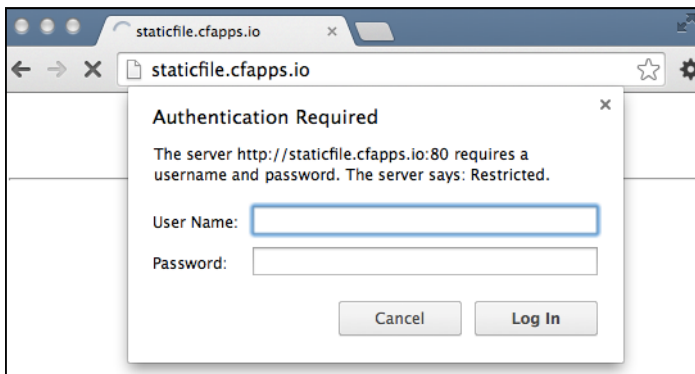 staticfile.cfapps.io
staticfile.cfapps.io
Authentication Required
The server http://staticfile.cfapps.io:80 requires a
username and password. The server says: Restricted.
User Name:
Password:
Cancel Log In